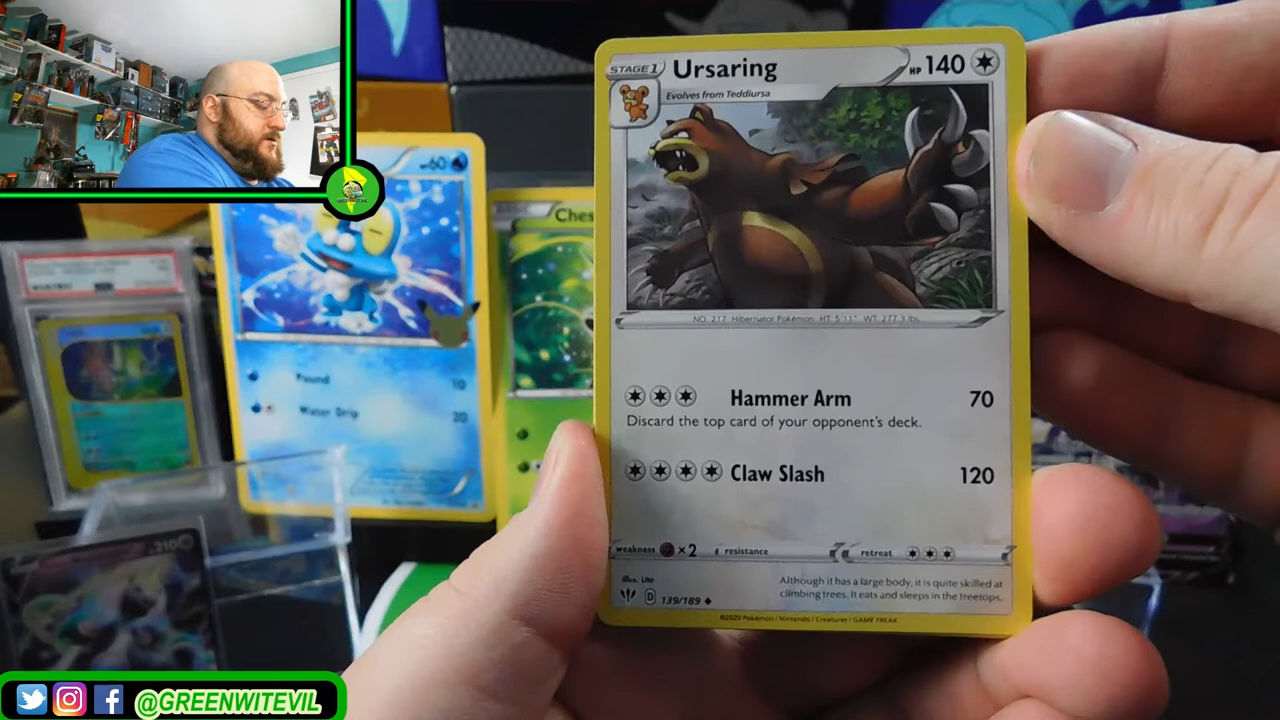 STAGE 1
Ursaring
HP 140
Evolves from Teddiursa
NO. 217 Hibernator Pokémon HT: 5'11" WT: 277.3 lbs.
Hammer Arm 70
Discard the top card of your opponent's deck.
Claw Slash 120
weakness ×2 resistance retreat
Illus. Uto
Although it has a large body, it is quite skilled at
climbing trees. It eats and sleeps in the treetops.
D 139/189
©2020 Pokémon / Nintendo / Creatures / GAME FREAK
HP 60
Pound 10
Water Drip 20
Ches
210
@GREENWITEVIL